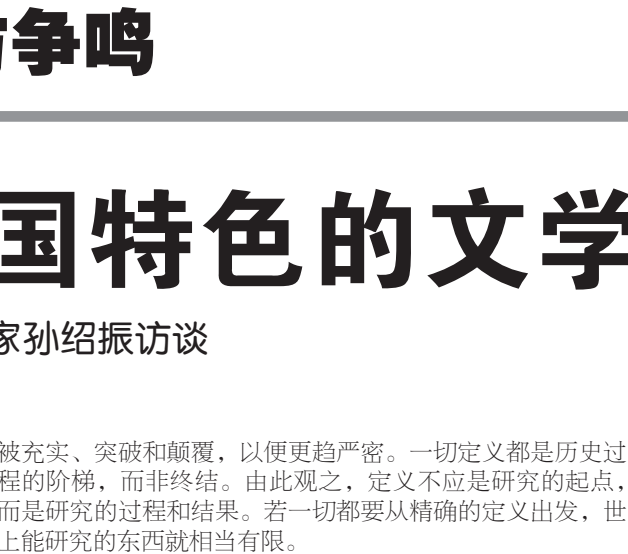 争鸣
国特色的文学
家孙绍振访谈
被充实、突破和颠覆，以便更趋严密。一切定义都是历史过
程的阶梯，而非终结。由此观之，定义不应是研究的起点，
而是研究的过程和结果。若一切都要从精确的定义出发，世
上能研究的东西就相当有限。